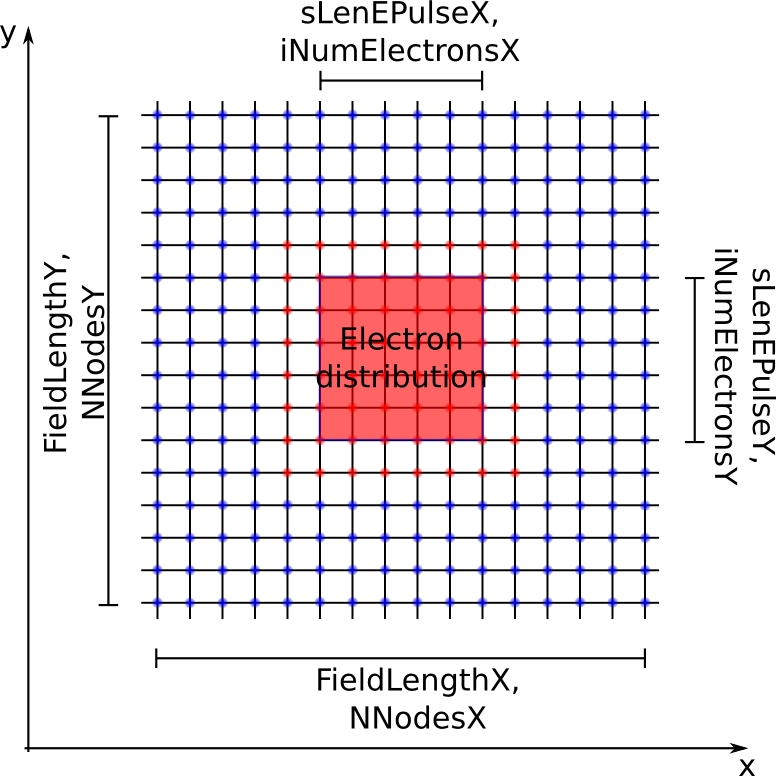 sLenEPulseX,
iNumElectronsX
y
FieldLengthY,
NNodesY
Electron
distribution
sLenEPulseY,
iNumElectronsY
FieldLengthX,
NNodesX
x